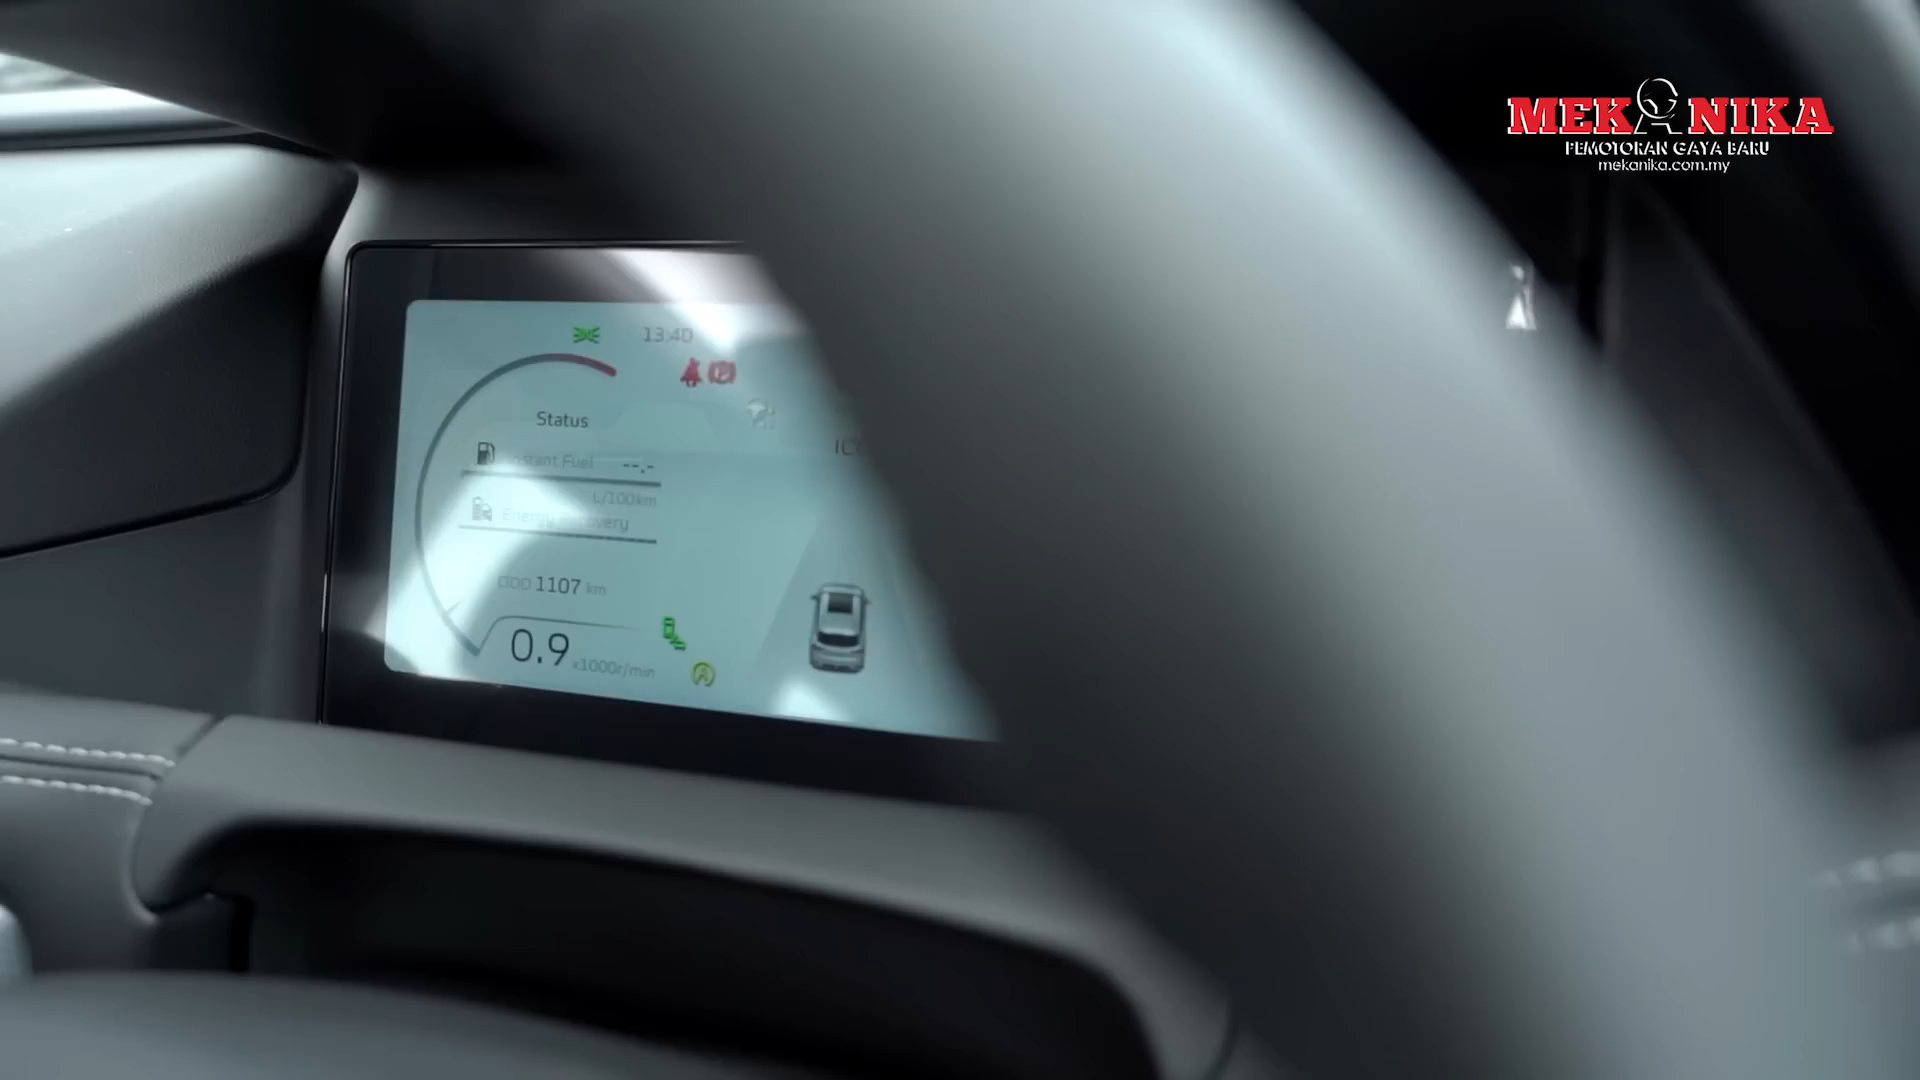 MEKANIKA
PEMOTORAN GAYA BARU
mekanika.com.my
13:40
Status
Instant Fuel --.-
L/100km
Energy Recovery
ODO 1107 km
0.9 x1000r/min